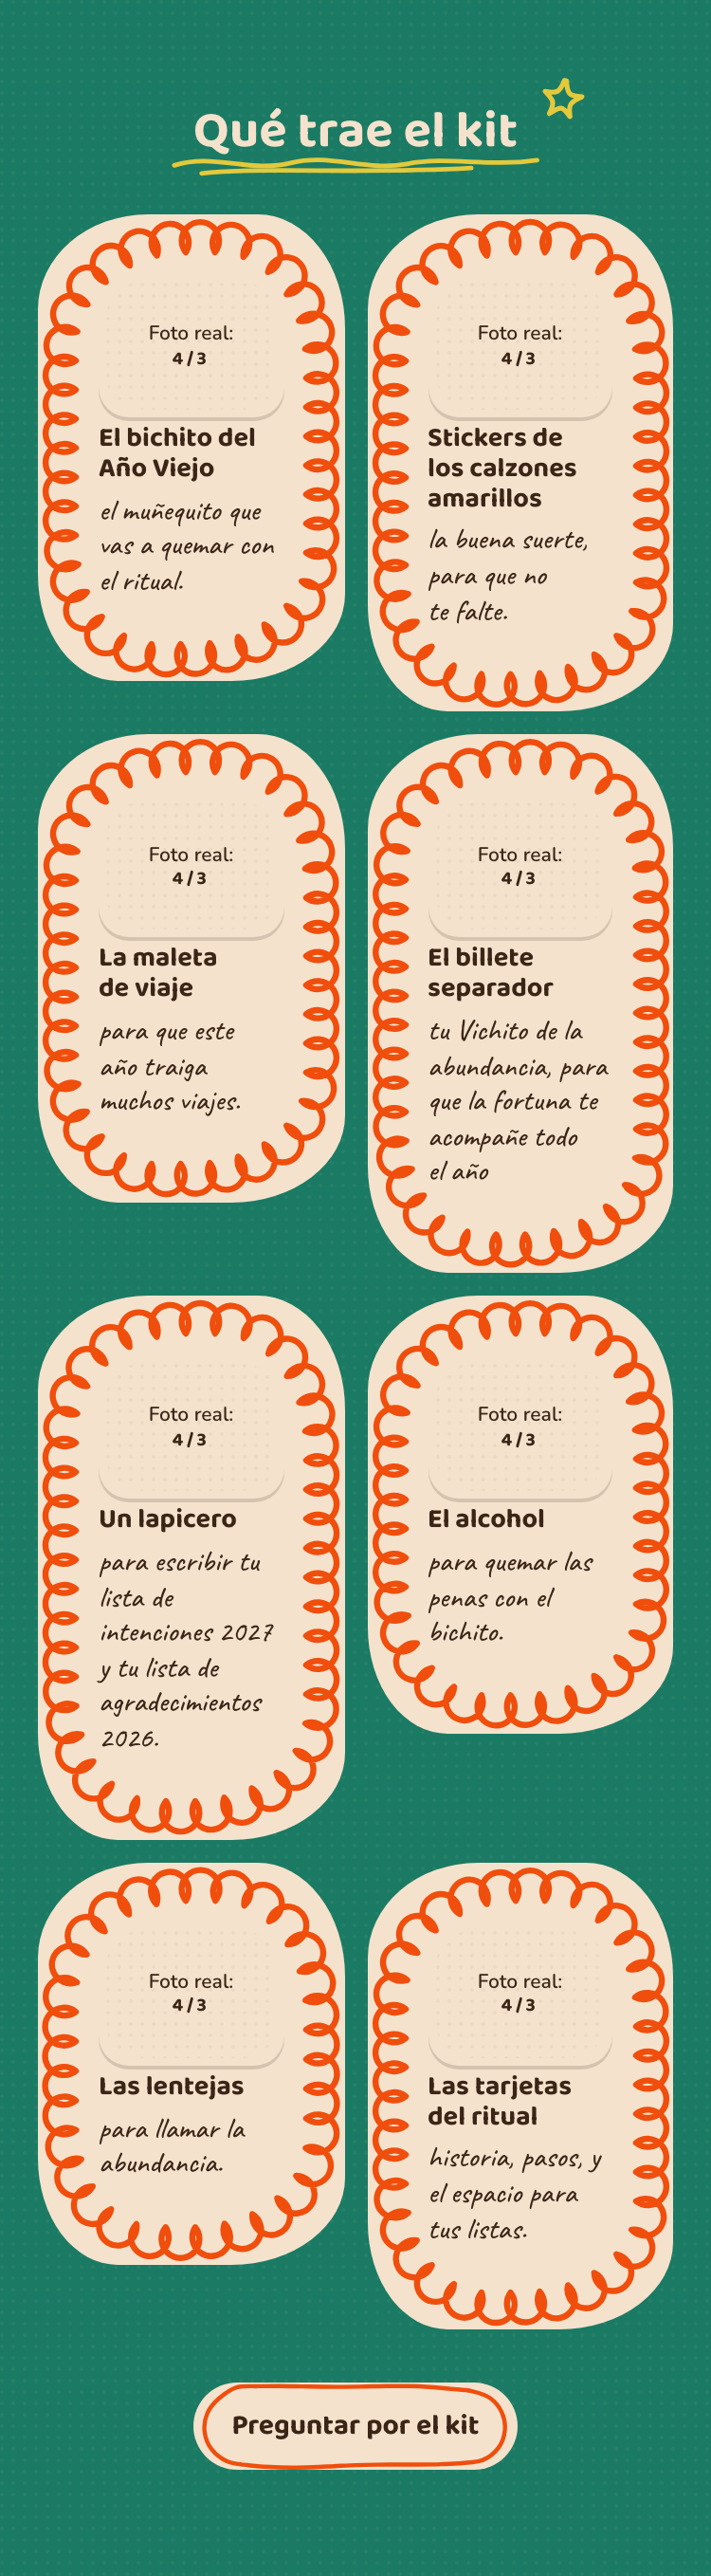 Qué trae el kit
Foto real:
4 / 3
El bichito del
Año Viejo
el muñequito que
vas a quemar con
el ritual.
Foto real:
4 / 3
Stickers de
los calzones
amarillos
la buena suerte,
para que no
te falte.
Foto real:
4 / 3
La maleta
de viaje
para que este
año traiga
muchos viajes.
Foto real:
4 / 3
El billete
separador
tu Vichito de la
abundancia, para
que la fortuna te
acompañe todo
el año
Foto real:
4 / 3
Un lapicero
para escribir tu
lista de
intenciones 2027
y tu lista de
agradecimientos
2026.
Foto real:
4 / 3
El alcohol
para quemar las
penas con el
bichito.
Foto real:
4 / 3
Las lentejas
para llamar la
abundancia.
Foto real:
4 / 3
Las tarjetas
del ritual
historia, pasos, y
el espacio para
tus listas.
Preguntar por el kit